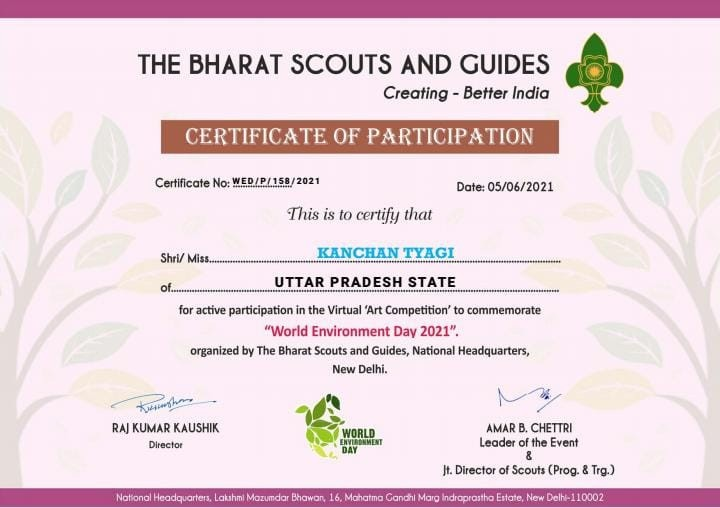 THE BHARAT SCOUTS AND GUIDES
Creating - Better India
CERTIFICATE OF PARTICIPATION
Certificate No: WED/P/158/2021
Date: 05/06/2021
This is to certify that
Shri/ Miss KANCHAN TYAGI
of UTTAR PRADESH STATE
for active participation in the Virtual ‘Art Competition’ to commemorate
“World Environment Day 2021”.
organized by The Bharat Scouts and Guides, National Headquarters,
New Delhi.
RAJ KUMAR KAUSHIK
Director
WORLD
ENVIRONMENT
DAY
AMAR B. CHETTRI
Leader of the Event
&
Jt. Director of Scouts (Prog. & Trg.)
National Headquarters, Lakshmi Mazumdar Bhawan, 16, Mahatma Gandhi Marg Indraprastha Estate, New Delhi-110002